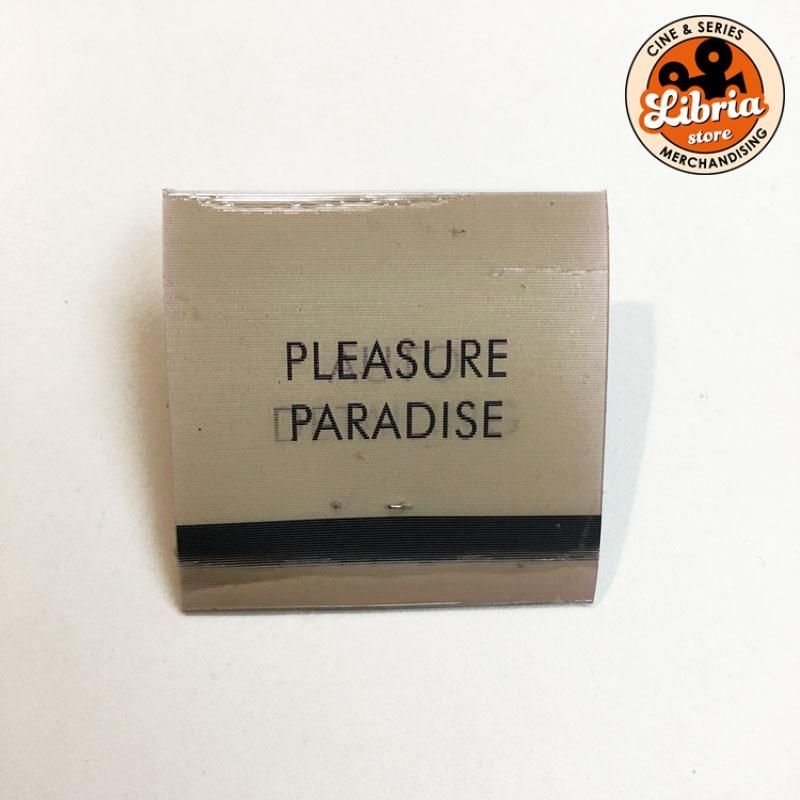 CINE & SERIES
Libria
store
MERCHANDISING
PLEASURE
PARADISE